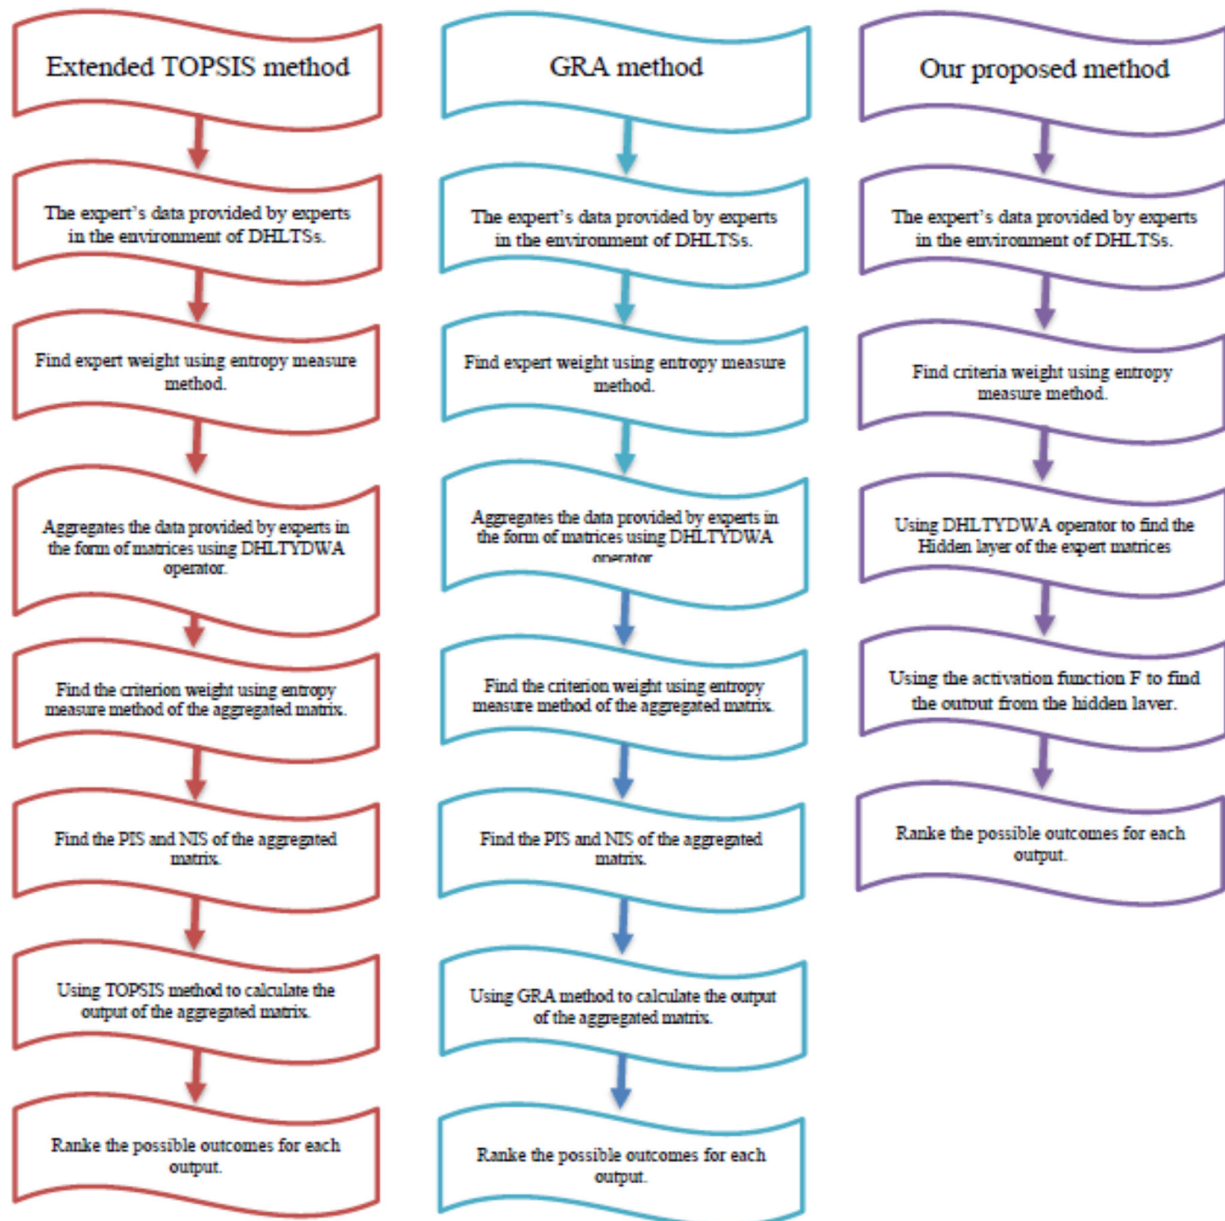 Extended TOPSIS method
The expert's data provided by experts
in the environment of DHLTSs.
Find expert weight using entropy measure
method.
Aggregates the data provided by experts in
the form of matrices using DHLTYDWA
operator.
Find the criterion weight using entropy
measure method of the aggregated matrix.
Find the PIS and NIS of the aggregated
matrix.
Using TOPSIS method to calculate the
output of the aggregated matrix.
Ranke the possible outcomes for each
output.
GRA method
The expert's data provided by experts
in the environment of DHLTSs.
Find expert weight using entropy measure
method.
Aggregates the data provided by experts in
the form of matrices using DHLTYDWA
operator
Find the criterion weight using entropy
measure method of the aggregated matrix.
Find the PIS and NIS of the aggregated
matrix.
Using GRA method to calculate the output
of the aggregated matrix.
Ranke the possible outcomes for each
output.
Our proposed method
The expert's data provided by experts
in the environment of DHLTSs.
Find criteria weight using entropy
measure method.
Using DHLTYDWA operator to find the
Hidden layer of the expert matrices
Using the activation function F to find
the output from the hidden layer.
Ranke the possible outcomes for each
output.